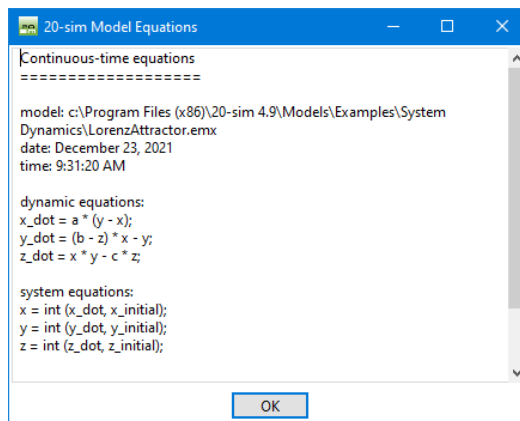 20-sim Model Equations
Continuous-time equations
===================
model: c:\Program Files (x86)\20-sim 4.9\Models\Examples\System
Dynamics\LorenzAttractor.emx
date: December 23, 2021
time: 9:31:20 AM
dynamic equations:
x_dot = a * (y - x);
y_dot = (b - z) * x - y;
z_dot = x * y - c * z;
system equations:
x = int (x_dot, x_initial);
y = int (y_dot, y_initial);
z = int (z_dot, z_initial);
OK